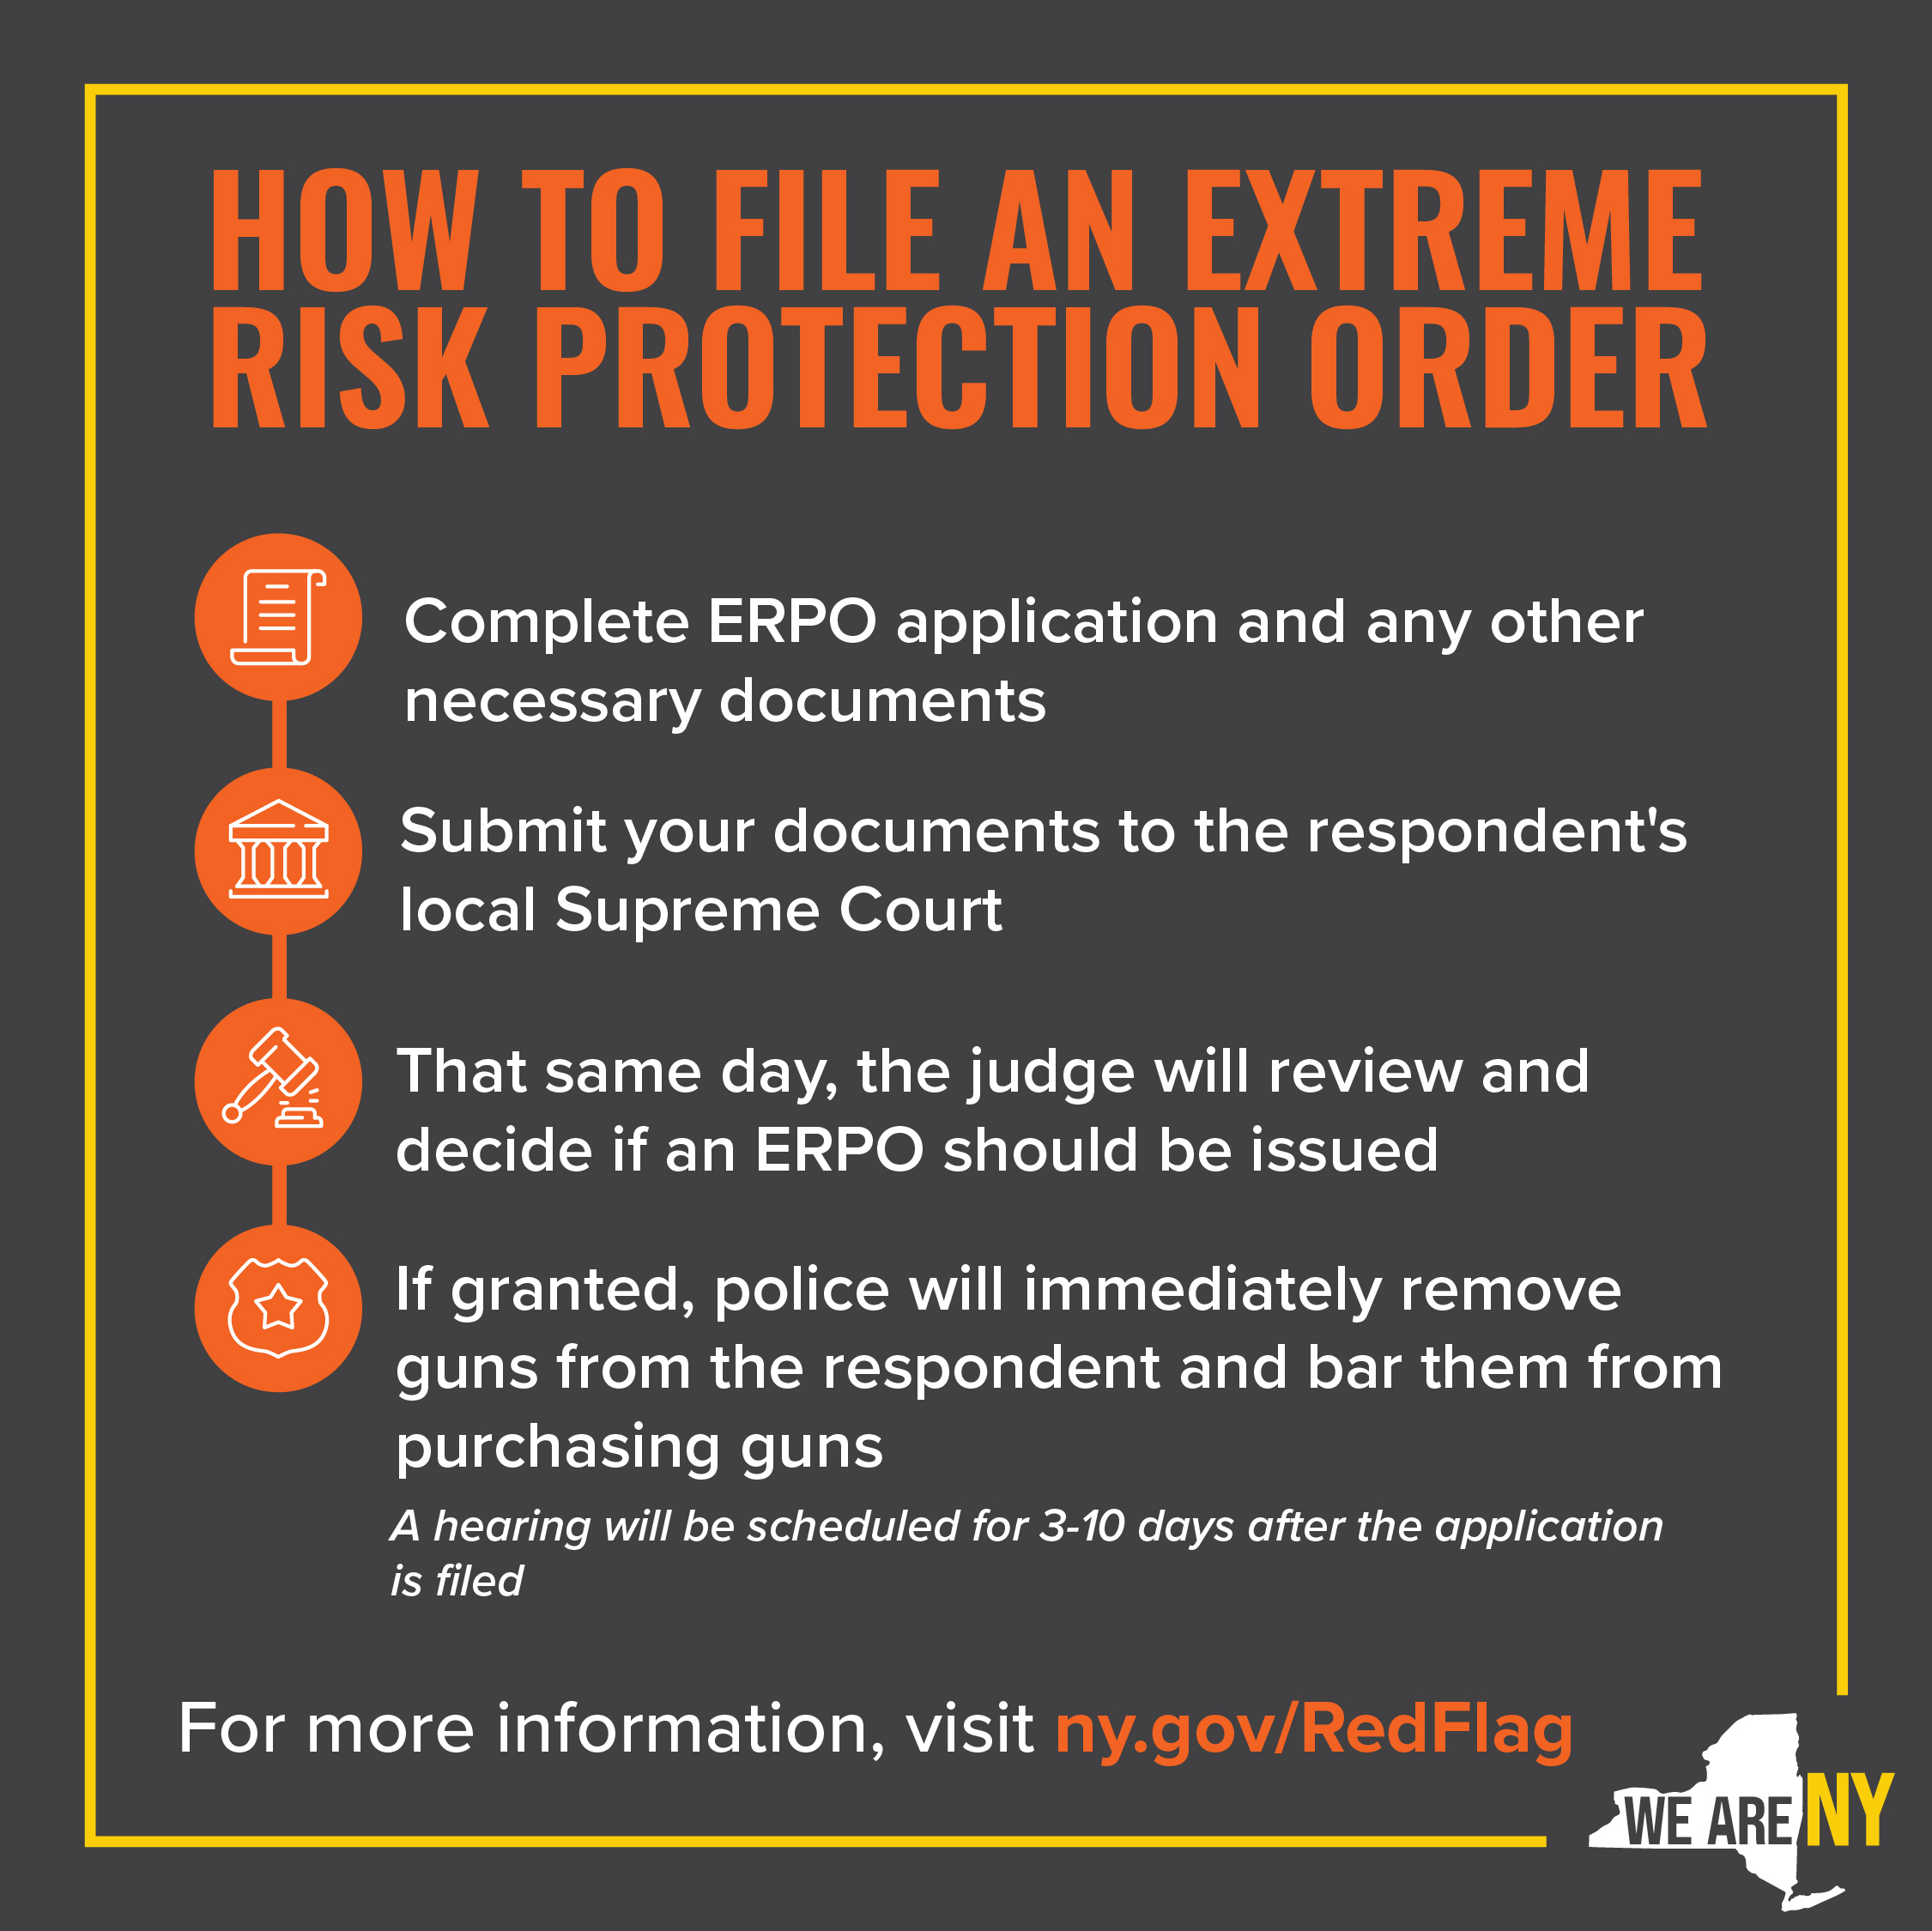 HOW TO FILE AN EXTREME
RISK PROTECTION ORDER
Complete ERPO application and any other
necessary documents
Submit your documents to the respondent's
local Supreme Court
That same day, the judge will review and
decide if an ERPO should be issued
If granted, police will immediately remove
guns from the respondent and bar them from
purchasing guns
A hearing will be scheduled for 3-10 days after the application
is filed
For more information, visit ny.gov/RedFlag
WE ARE NY